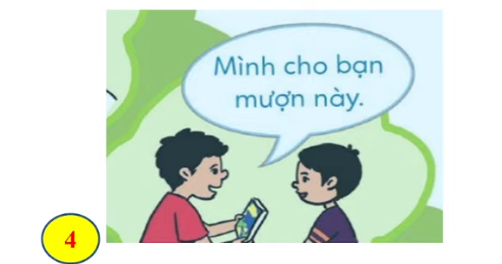 Mình cho bạn
mượn này.
4